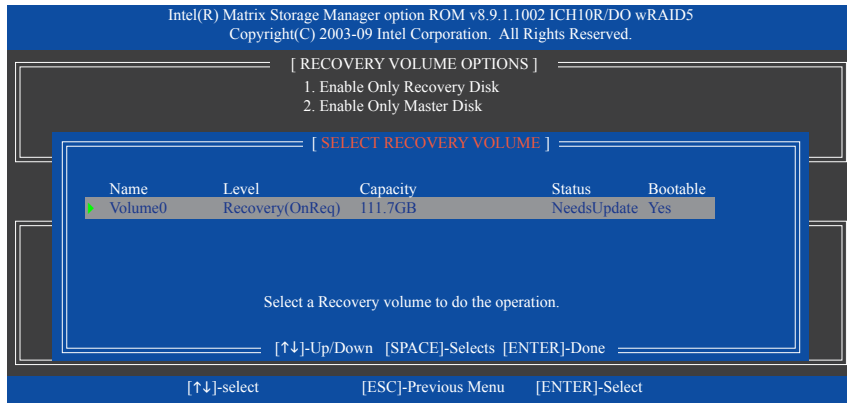 Intel(R) Matrix Storage Manager option ROM v8.9.1.1002 ICH10R/DO wRAID5
Copyright(C) 2003-09 Intel Corporation.  All Rights Reserved.
[ RECOVERY VOLUME OPTIONS ]
1. Enable Only Recovery Disk
2. Enable Only Master Disk
[ SELECT RECOVERY VOLUME ]
Name Level Capacity Status Bootable
Volume0 Recovery(OnReq) 111.7GB NeedsUpdate Yes
Select a Recovery volume to do the operation.
[↑↓]-Up/Down [SPACE]-Selects [ENTER]-Done
[↑↓]-select [ESC]-Previous Menu [ENTER]-Select